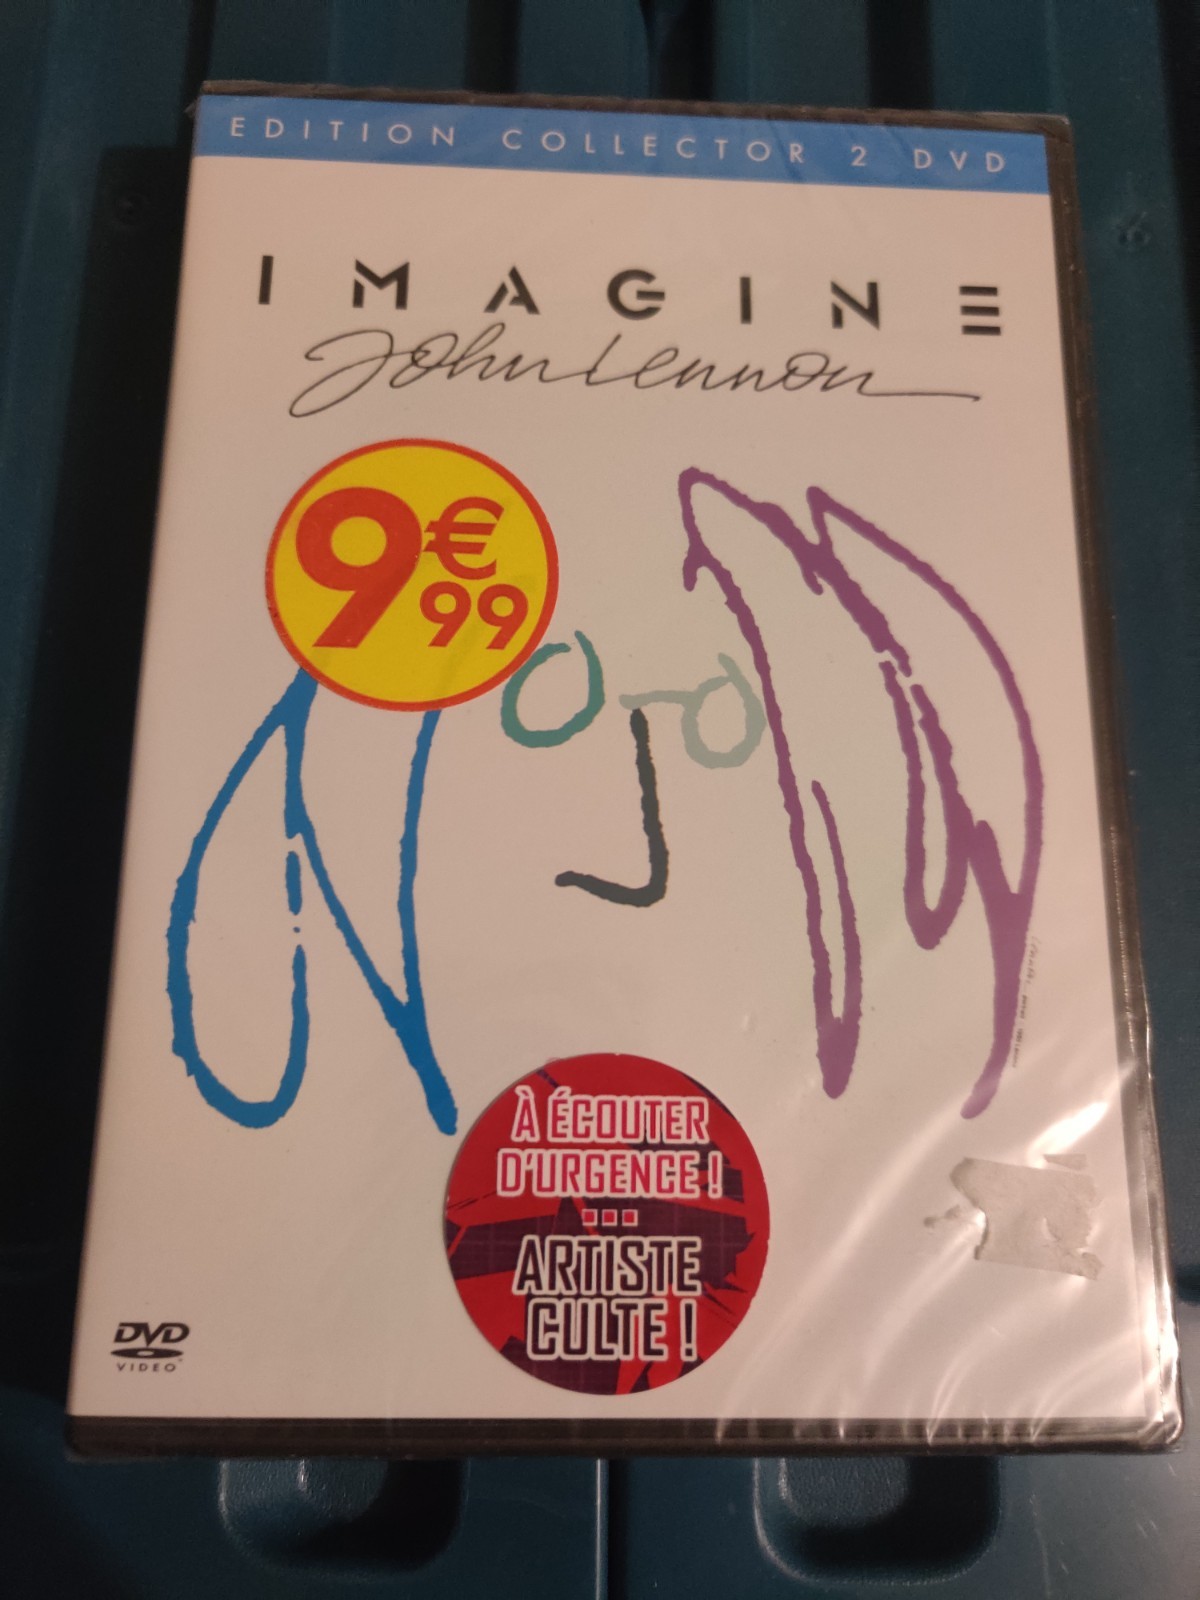 EDITION COLLECTOR 2 DVD
IMAGINE
John Lennon
9€99
À ÉCOUTER
D'URGENCE !
...
ARTISTE
CULTE !
DVD
VIDEO